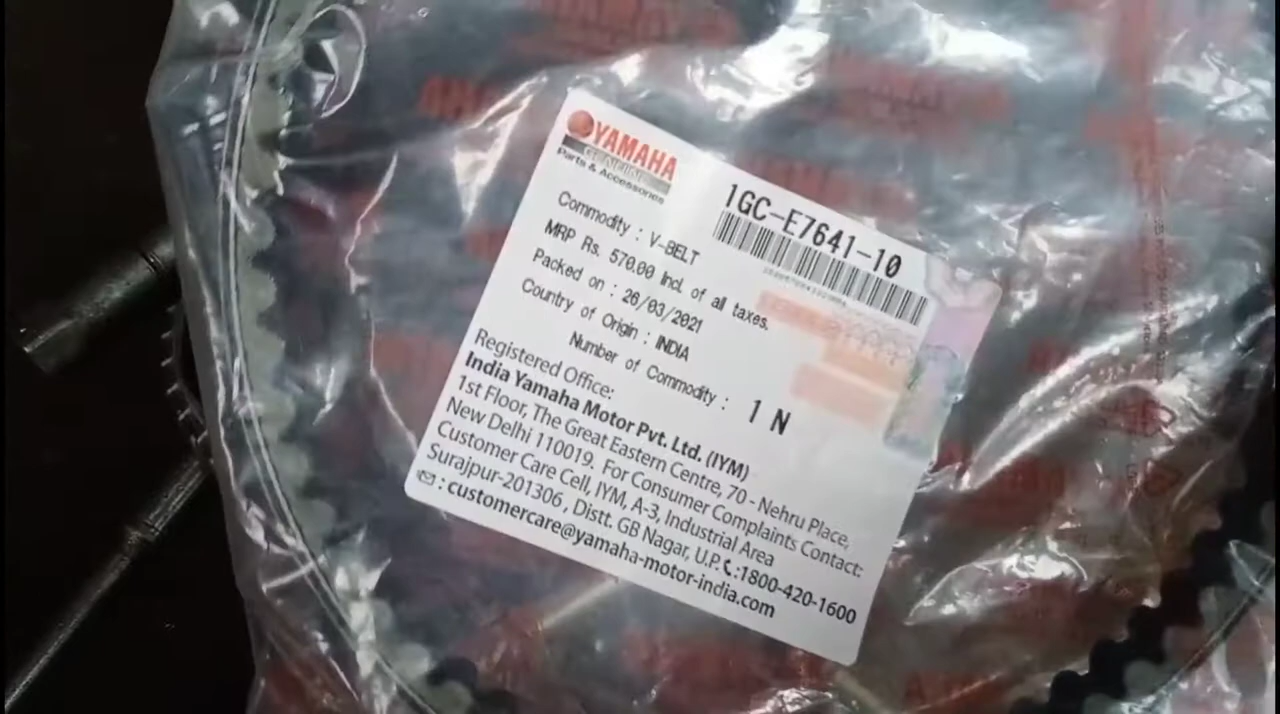 YAMAHA
GENUINE
Parts & Accessories
1GC-E7641-10
Commodity : V-BELT
MRP Rs. 570.00 Incl. of all taxes.
Packed on : 26/03/2021
Country of Origin : INDIA
Number of Commodity : 1 N
Registered Office:
India Yamaha Motor Pvt. Ltd. (IYM)
1st Floor, The Great Eastern Centre, 70 - Nehru Place,
New Delhi 110019. For Consumer Complaints Contact:
Customer Care Cell, IYM, A-3, Industrial Area
Surajpur-201306 , Distt. GB Nagar, U.P. :1800-420-1600
: customercare@yamaha-motor-india.com